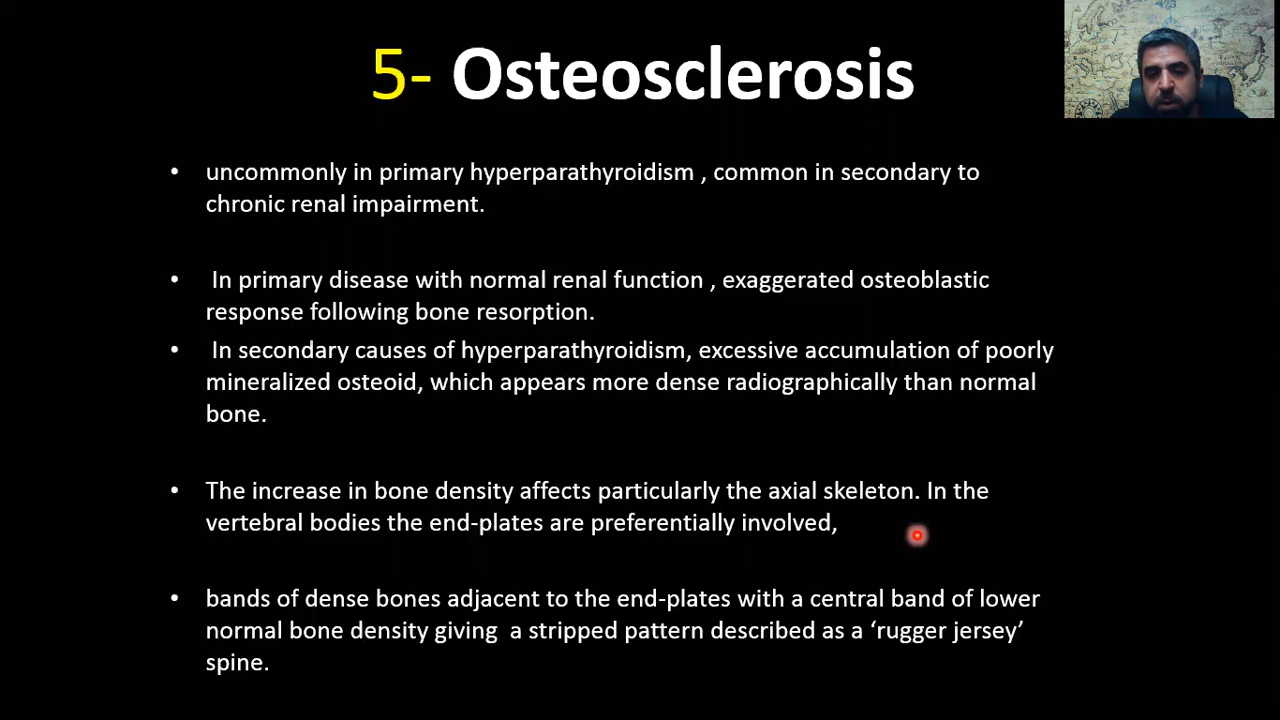 5- Osteosclerosis
• uncommonly in primary hyperparathyroidism , common in secondary to
chronic renal impairment.
• In primary disease with normal renal function , exaggerated osteoblastic
response following bone resorption.
• In secondary causes of hyperparathyroidism, excessive accumulation of poorly
mineralized osteoid, which appears more dense radiographically than normal
bone.
• The increase in bone density affects particularly the axial skeleton. In the
vertebral bodies the end-plates are preferentially involved,
• bands of dense bones adjacent to the end-plates with a central band of lower
normal bone density giving  a stripped pattern described as a ‘rugger jersey’
spine.